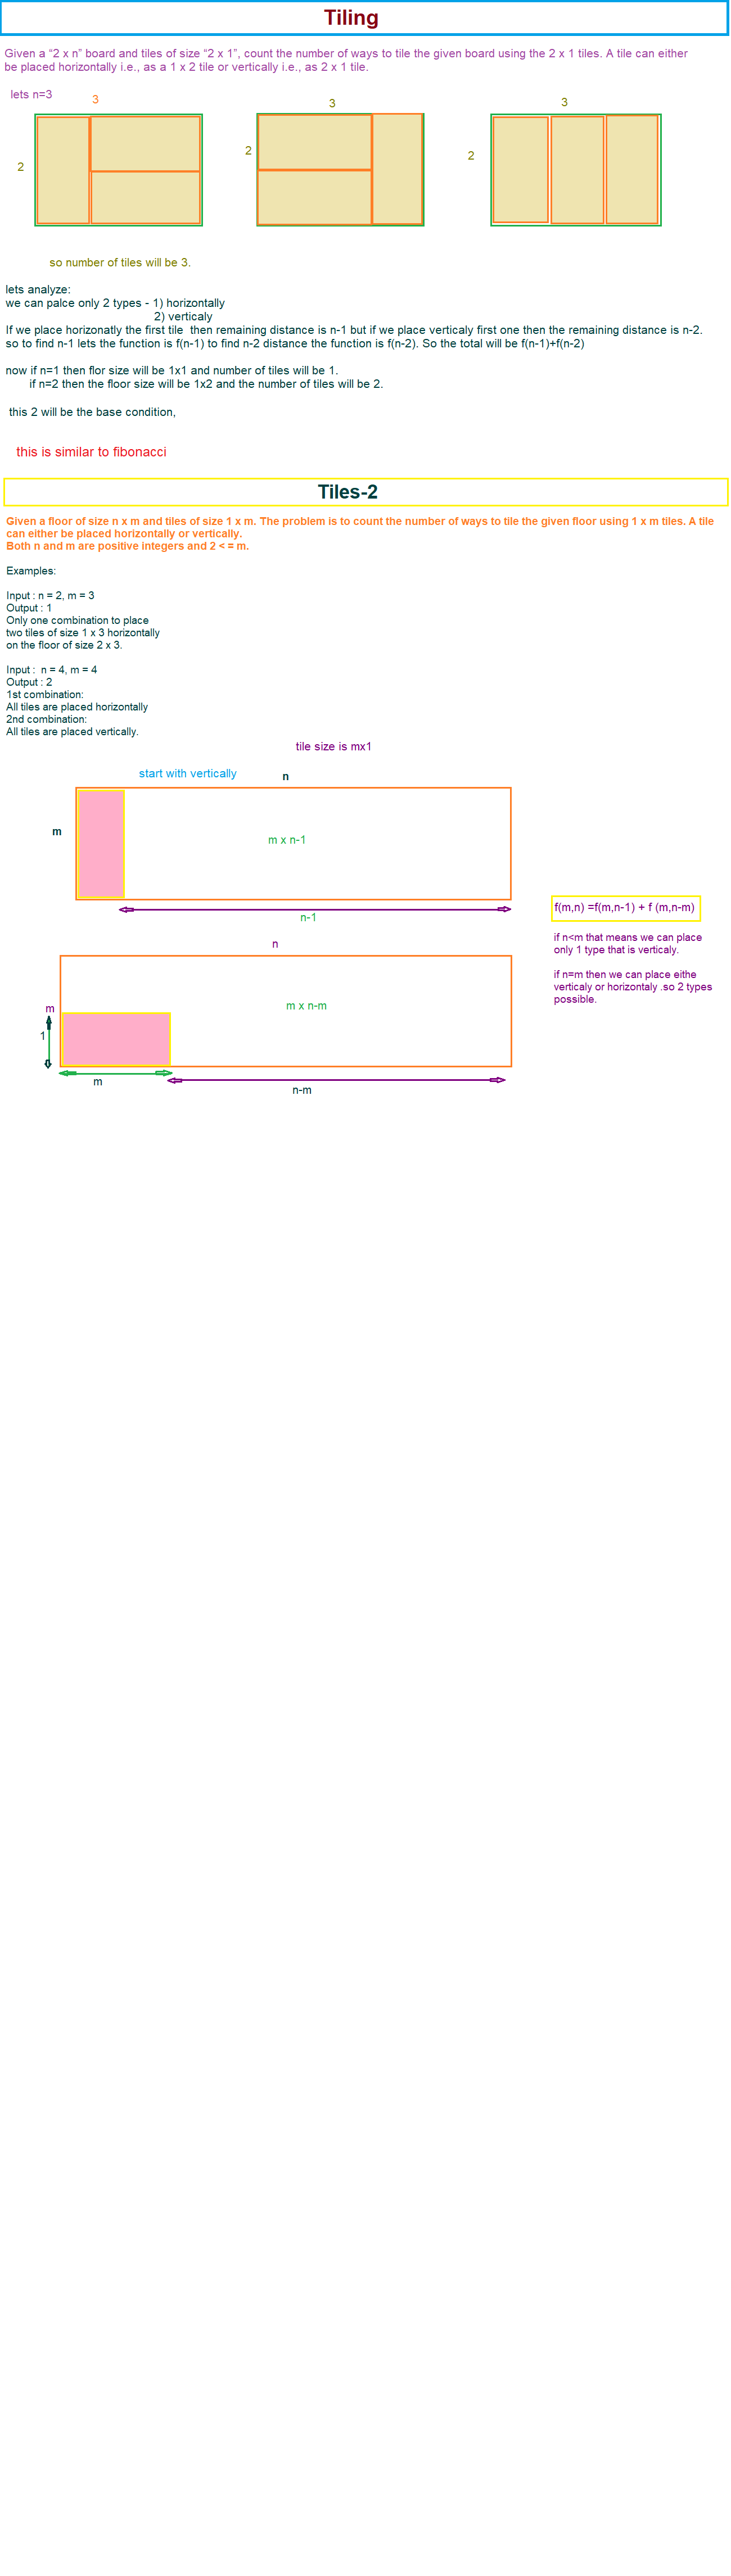 Tiling
Given a “2 x n” board and tiles of size “2 x 1”, count the number of ways to tile the given board using the 2 x 1 tiles. A tile can either
be placed horizontally i.e., as a 1 x 2 tile or vertically i.e., as 2 x 1 tile.
lets n=3
3
3
3
2
2
2
so number of tiles will be 3.
lets analyze:
we can palce only 2 types - 1) horizontally
2) verticaly
If we place horizonatly the first tile  then remaining distance is n-1 but if we place verticaly first one then the remaining distance is n-2.
so to find n-1 lets the function is f(n-1) to find n-2 distance the function is f(n-2). So the total will be f(n-1)+f(n-2)
now if n=1 then flor size will be 1x1 and number of tiles will be 1.
if n=2 then the floor size will be 1x2 and the number of tiles will be 2.
this 2 will be the base condition,
this is similar to fibonacci
Tiles-2
Given a floor of size n x m and tiles of size 1 x m. The problem is to count the number of ways to tile the given floor using 1 x m tiles. A tile
can either be placed horizontally or vertically.
Both n and m are positive integers and 2 < = m.
Examples:
Input : n = 2, m = 3
Output : 1
Only one combination to place
two tiles of size 1 x 3 horizontally
on the floor of size 2 x 3.
Input :  n = 4, m = 4
Output : 2
1st combination:
All tiles are placed horizontally
2nd combination:
All tiles are placed vertically.
tile size is mx1
start with vertically
n
m
m x n-1
n-1
f(m,n) =f(m,n-1) + f (m,n-m)
if n<m that means we can place
only 1 type that is verticaly.
if n=m then we can place eithe
verticaly or horizontaly .so 2 types
possible.
n
m x n-m
m
1
m
n-m